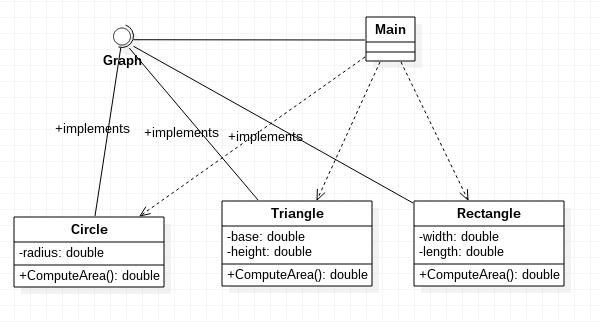 Main
Graph
+implements
+implements
+implements
Circle
-radius: double
+ComputeArea(): double
Triangle
-base: double
-height: double
+ComputeArea(): double
Rectangle
-width: double
-length: double
+ComputeArea(): double